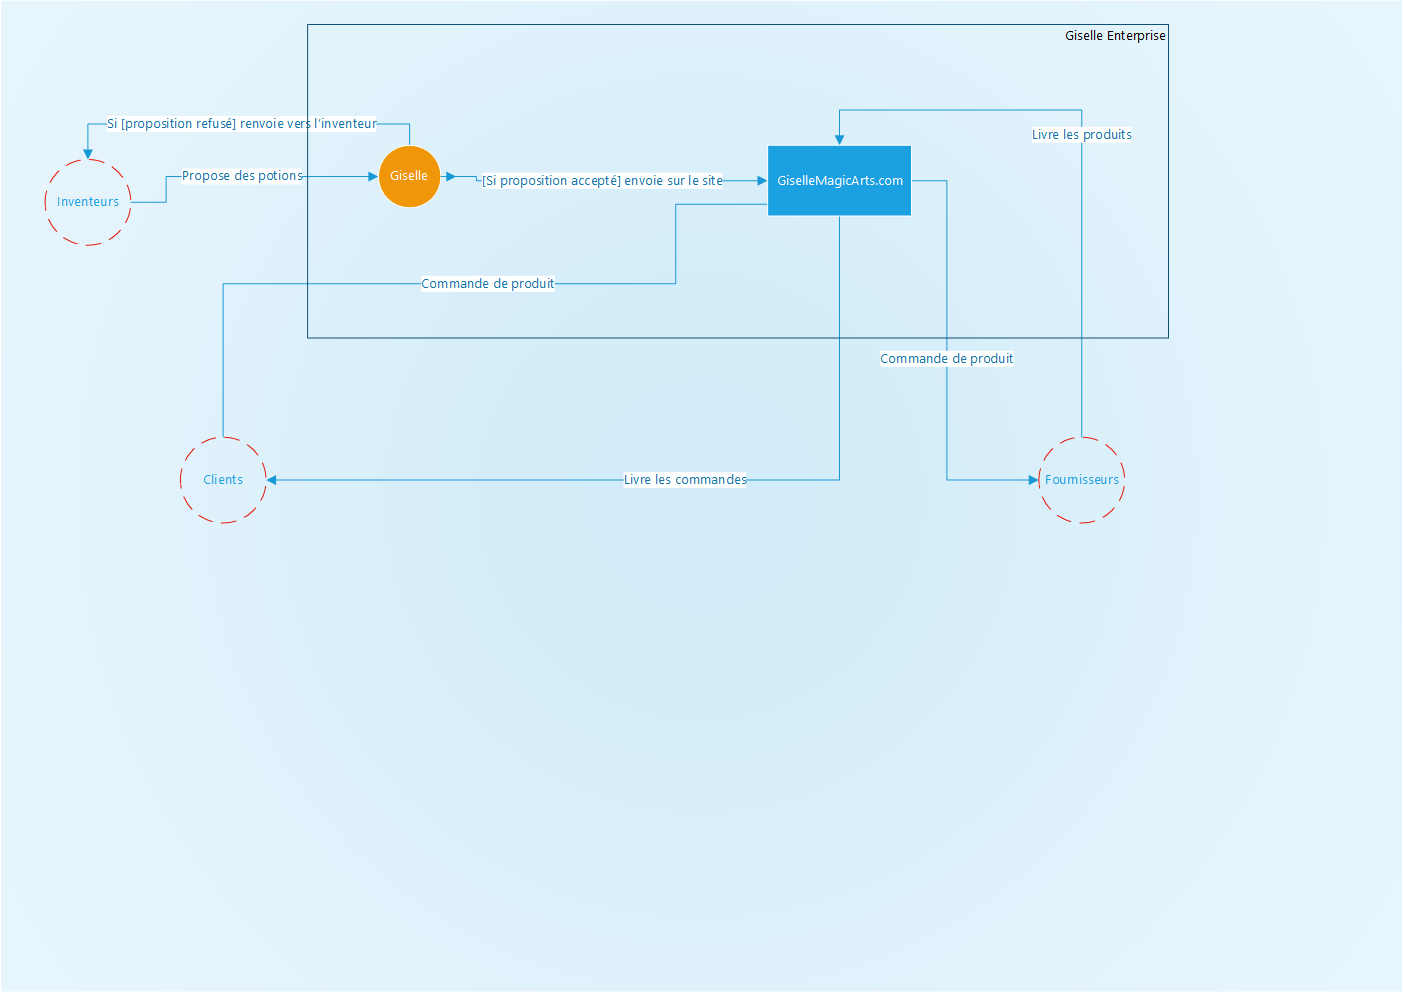 Giselle Enterprise
Si [proposition refusé] renvoie vers l'inventeur
Livre les produits
Propose des potions
Giselle
[Si proposition accepté] envoie sur le site
GiselleMagicArts.com
Inventeurs
Commande de produit
Commande de produit
Clients
Livre les commandes
Fournisseurs